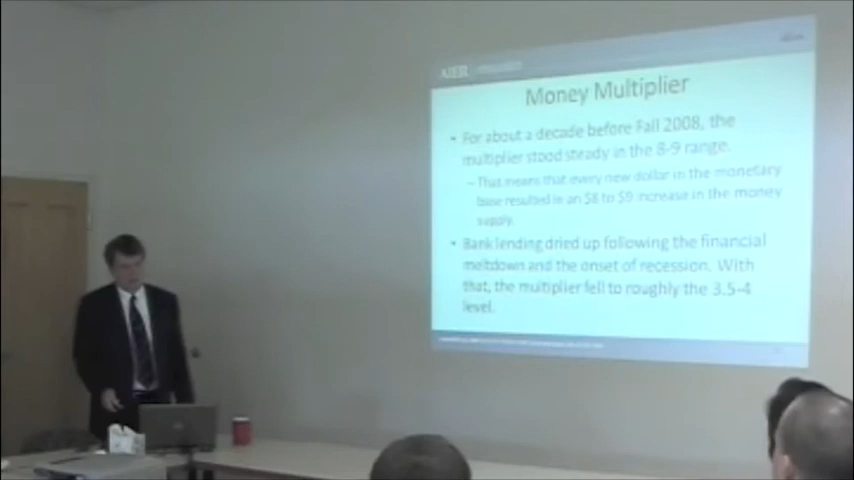 AIER
Money Multiplier
• For about a decade before Fall 2008, the
multiplier stood steady in the 8-9 range.
–That means that every new dollar in the monetary
base resulted in an $8 to $9 increase in the money
supply.
• Bank lending dried up following the financial
meltdown and the onset of recession. With
that, the multiplier fell to roughly the 3.5-4
level.